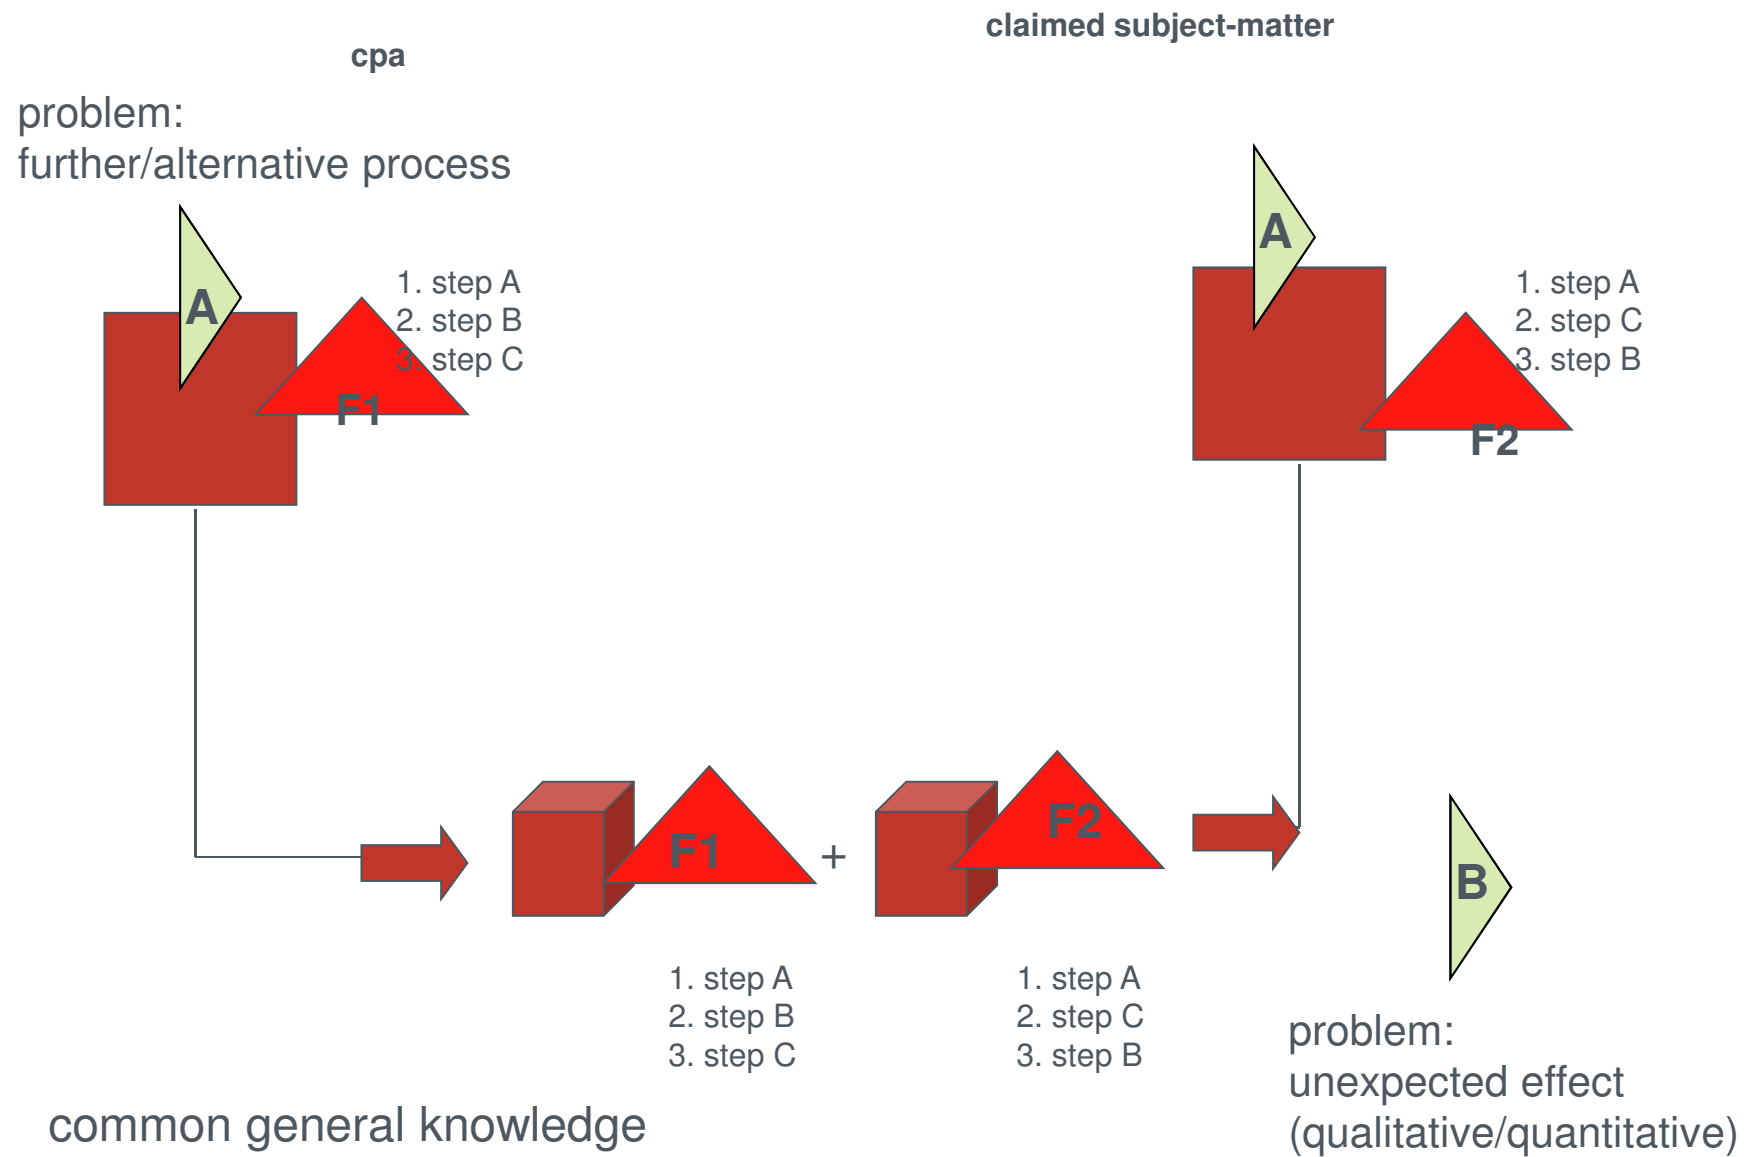 claimed subject-matter
cpa
problem:
further/alternative process
A
1. step A
2. step B
3. step C
F1
A
1. step A
2. step C
3. step B
F2
F1
+
F2
B
1. step A
2. step B
3. step C
1. step A
2. step C
3. step B
problem:
unexpected effect
(qualitative/quantitative)
common general knowledge